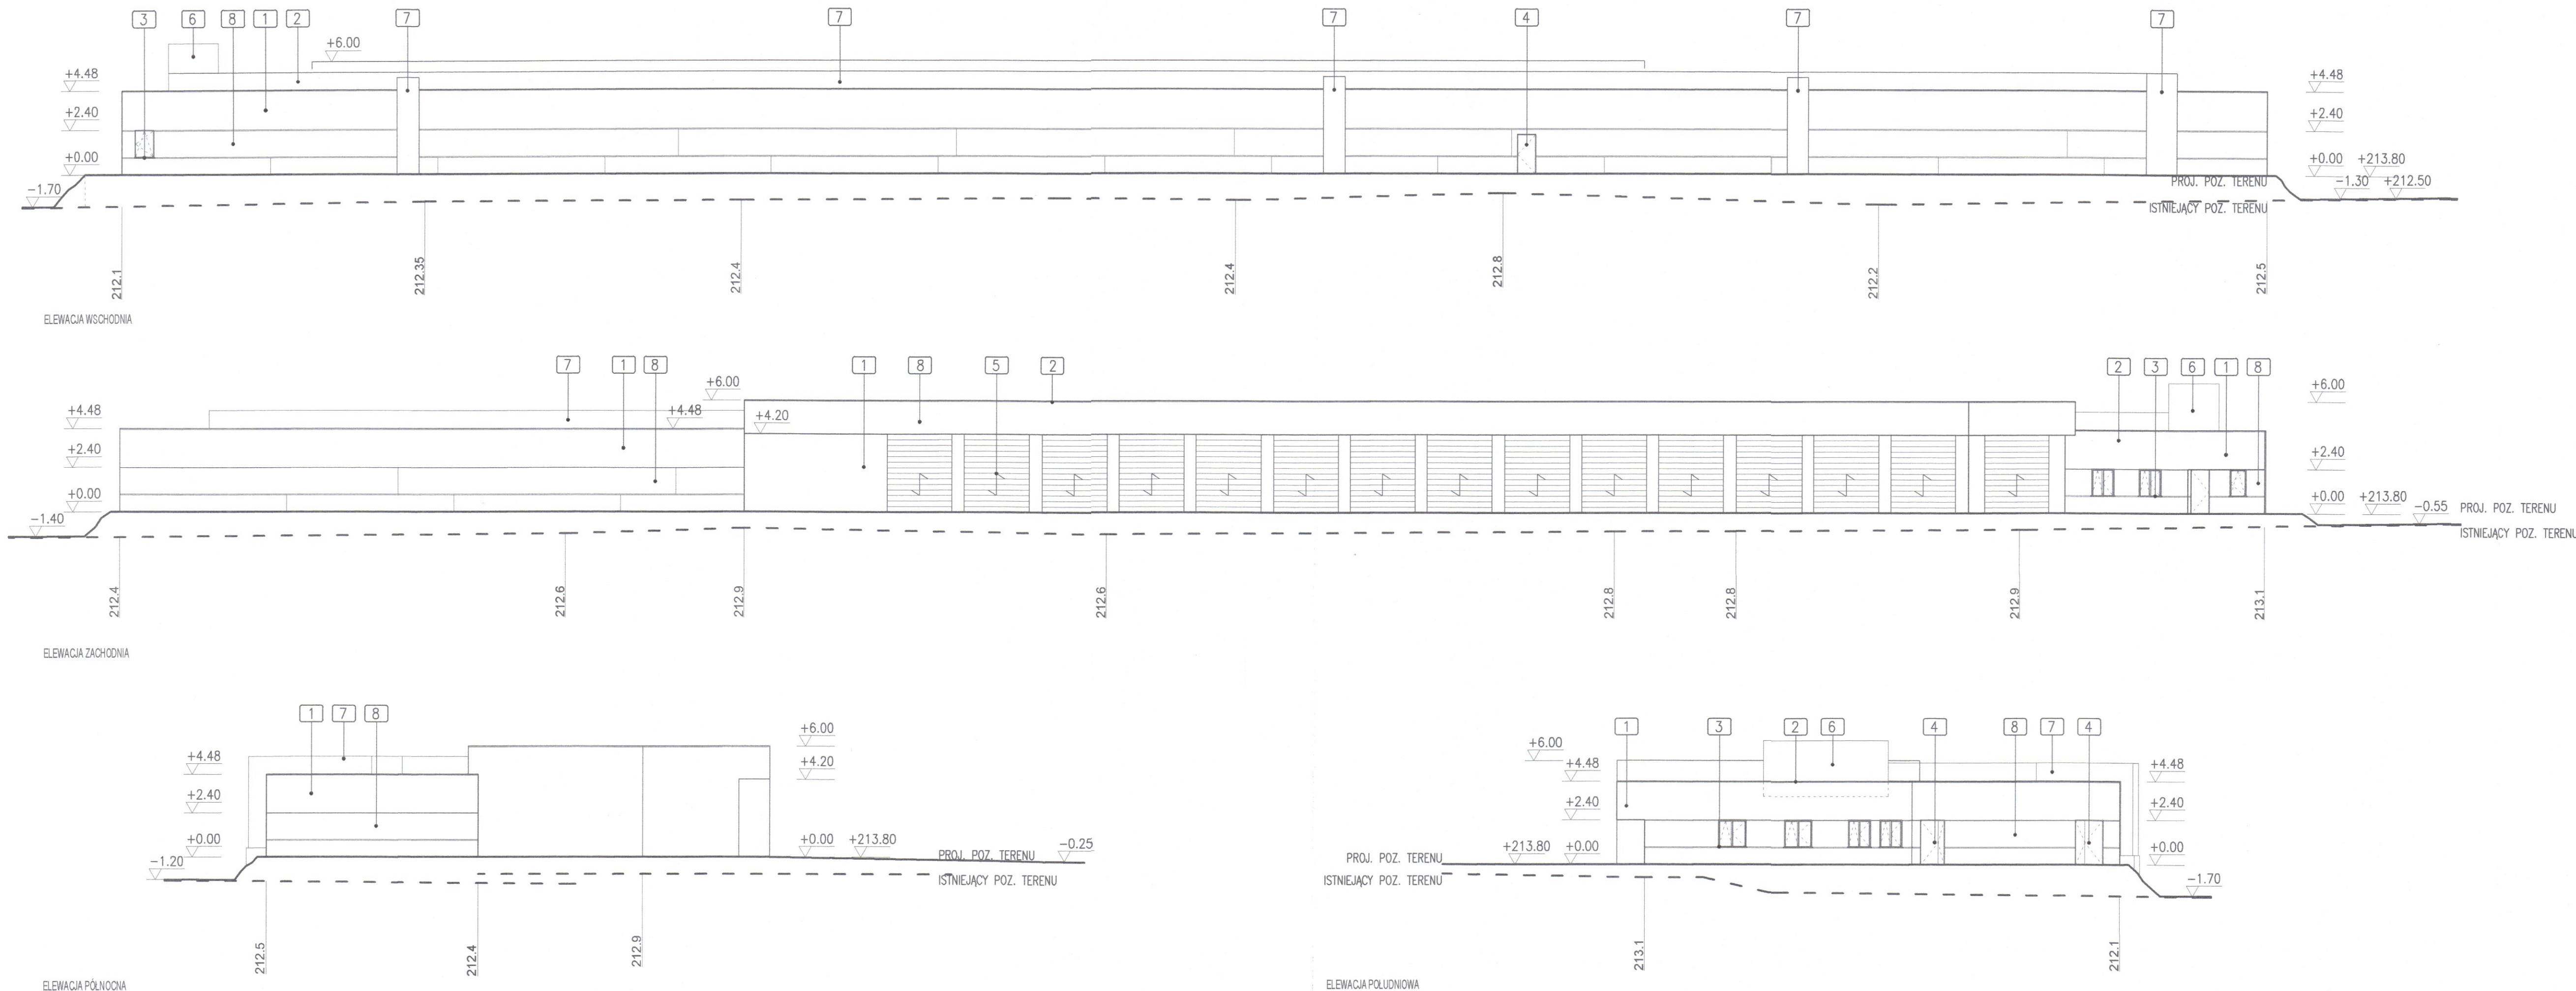 3 6 8 1 2 7 7 7 4 7 7
+6.00
+4.48 +4.48
+2.40 +2.40
+0.00 +0.00 +213.80
-1.70 PROJ. POZ. TERENU -1.30 +212.50
ISTNIEJĄCY POZ. TERENU
212.1 212.35 212.4 212.4 212.8 212.2 212.5
ELEWACJA WSCHODNIA
7 1 8 1 8 5 2 2 3 6 1 8
+6.00 +6.00
+4.48 +4.48 +4.20
+2.40 +2.40
+0.00 +0.00 +213.80 -0.55 PROJ. POZ. TERENU
-1.40 ISTNIEJĄCY POZ. TERENU
212.4 212.6 212.9 212.6 212.8 212.8 212.9 213.1
ELEWACJA ZACHODNIA
1 7 8
+6.00
+4.48 +4.20
+2.40
+0.00 +0.00 +213.80 PROJ. POZ. TERENU -0.25
-1.20 ISTNIEJĄCY POZ. TERENU
212.5 212.4 212.9
ELEWACJA PÓŁNOCNA
1 3 2 6 4 8 7 4
+6.00
+4.48 +4.48
+2.40 +2.40
PROJ. POZ. TERENU +213.80 +0.00 +0.00
ISTNIEJĄCY POZ. TERENU -1.70
213.1 212.1
ELEWACJA POŁUDNIOWA